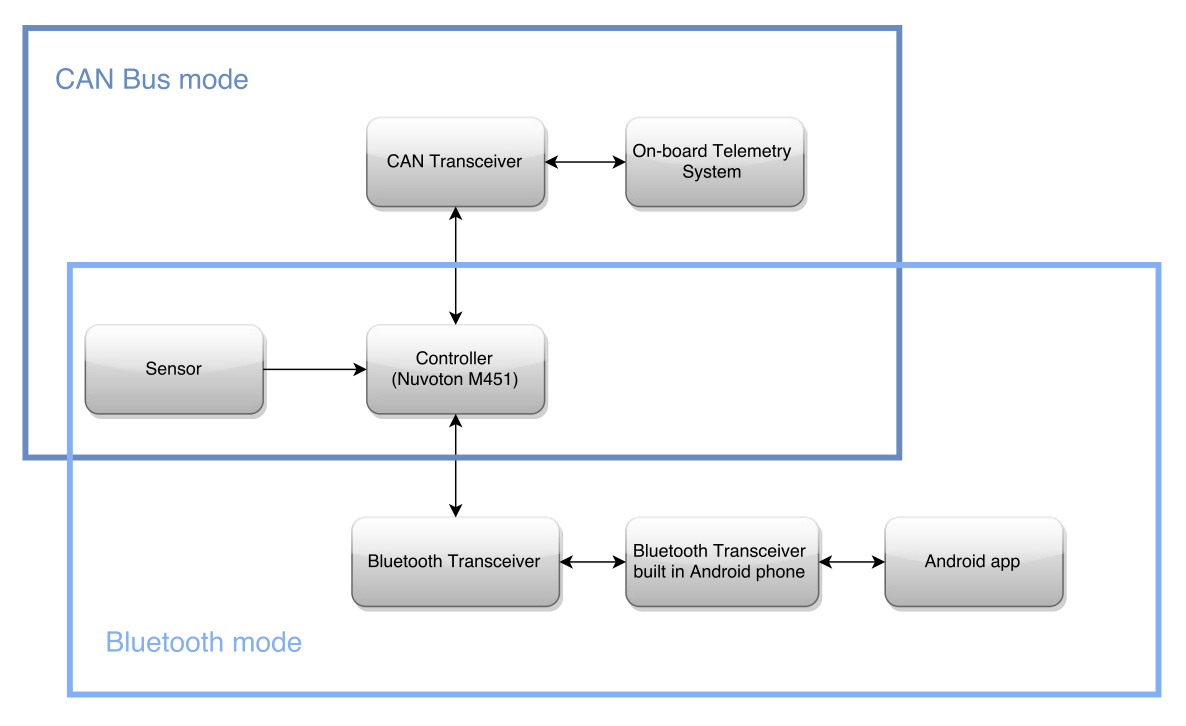 CAN Bus mode
CAN Transceiver
On-board Telemetry
System
Sensor
Controller
(Nuvoton M451)
Bluetooth Transceiver
Bluetooth Transceiver
built in Android phone
Android app
Bluetooth mode